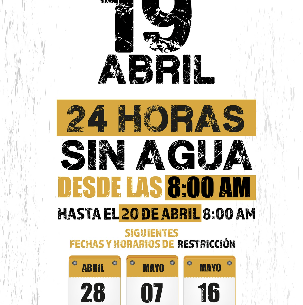 19
ABRIL
24 HORAS
SIN AGUA
DESDE LAS 8:00 AM
HASTA EL 20 DE ABRIL 8:00 AM
SIGUIENTES
FECHAS Y HORARIOS DE RESTRICCIÓN
ABRIL MAYO MAYO
28 07 16